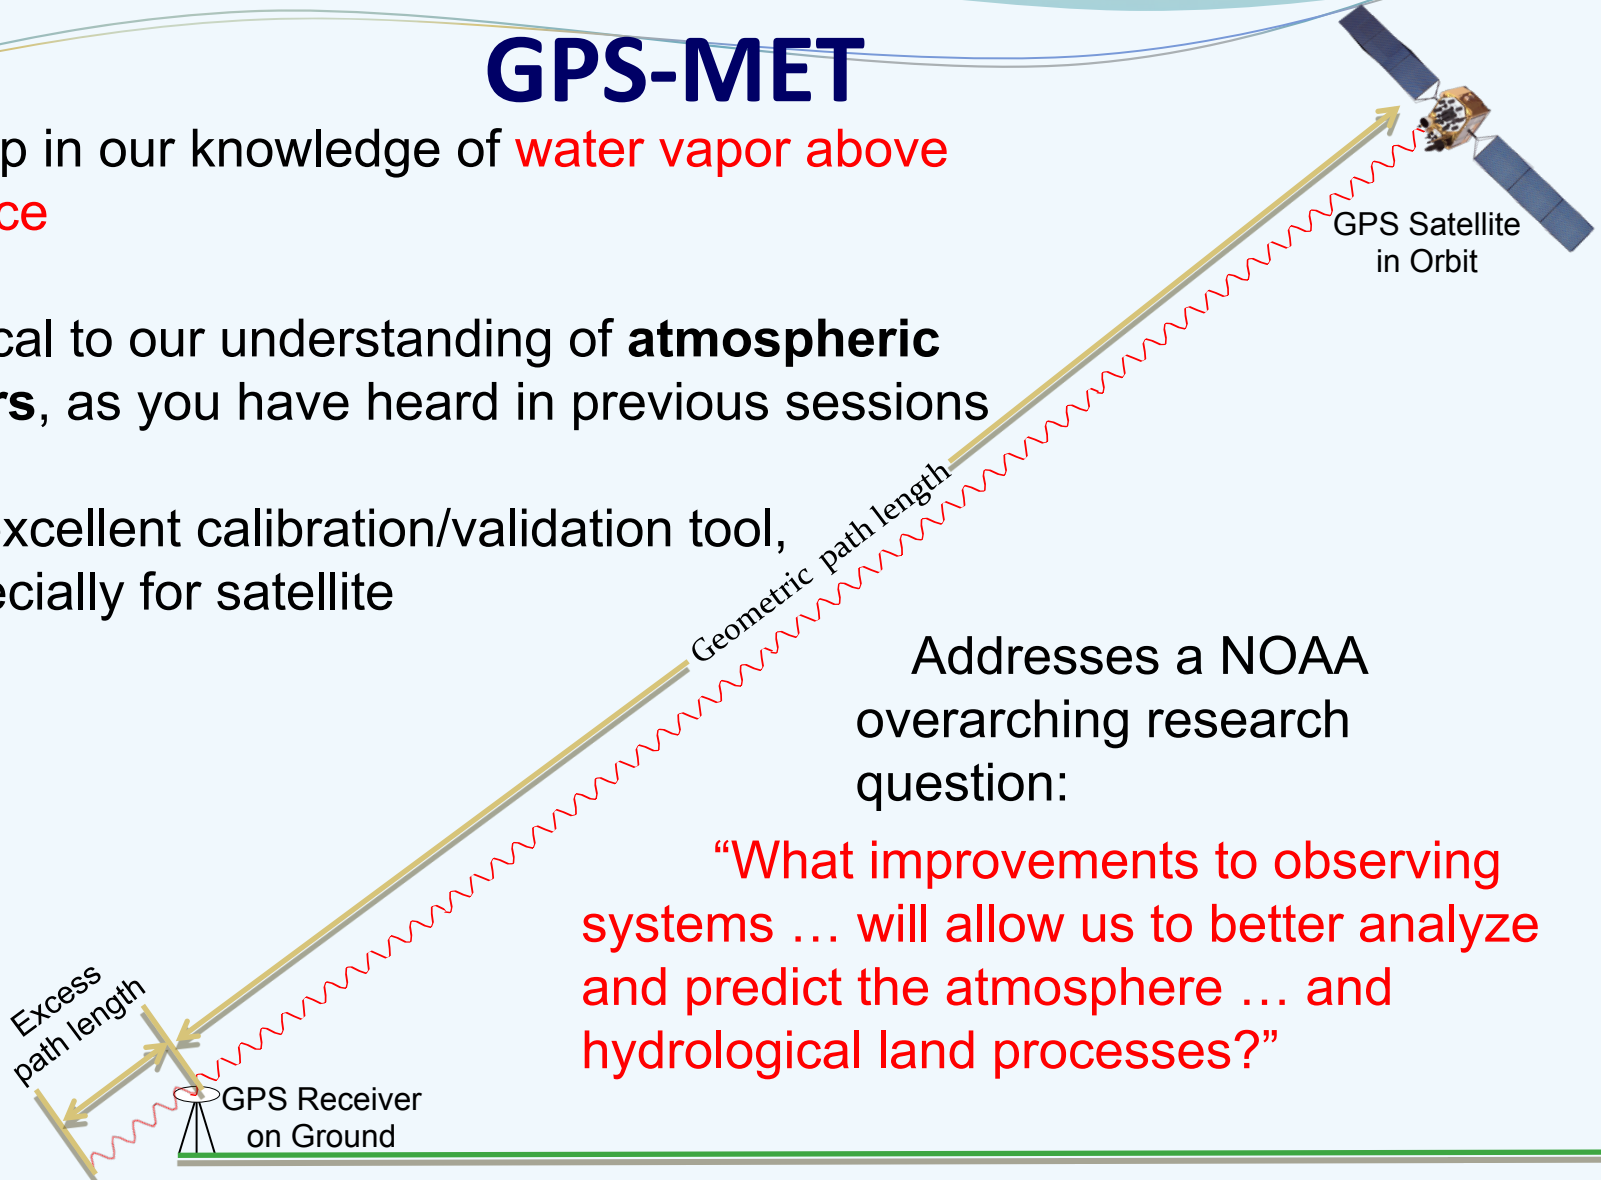 GPS-MET
p in our knowledge of water vapor above
ce
cal to our understanding of atmospheric
rs, as you have heard in previous sessions
xcellent calibration/validation tool,
ecially for satellite
GPS Satellite
in Orbit
Geometric path length
Addresses a NOAA
overarching research
question:
“What improvements to observing
systems … will allow us to better analyze
and predict the atmosphere … and
hydrological land processes?”
Excess
path length
GPS Receiver
on Ground